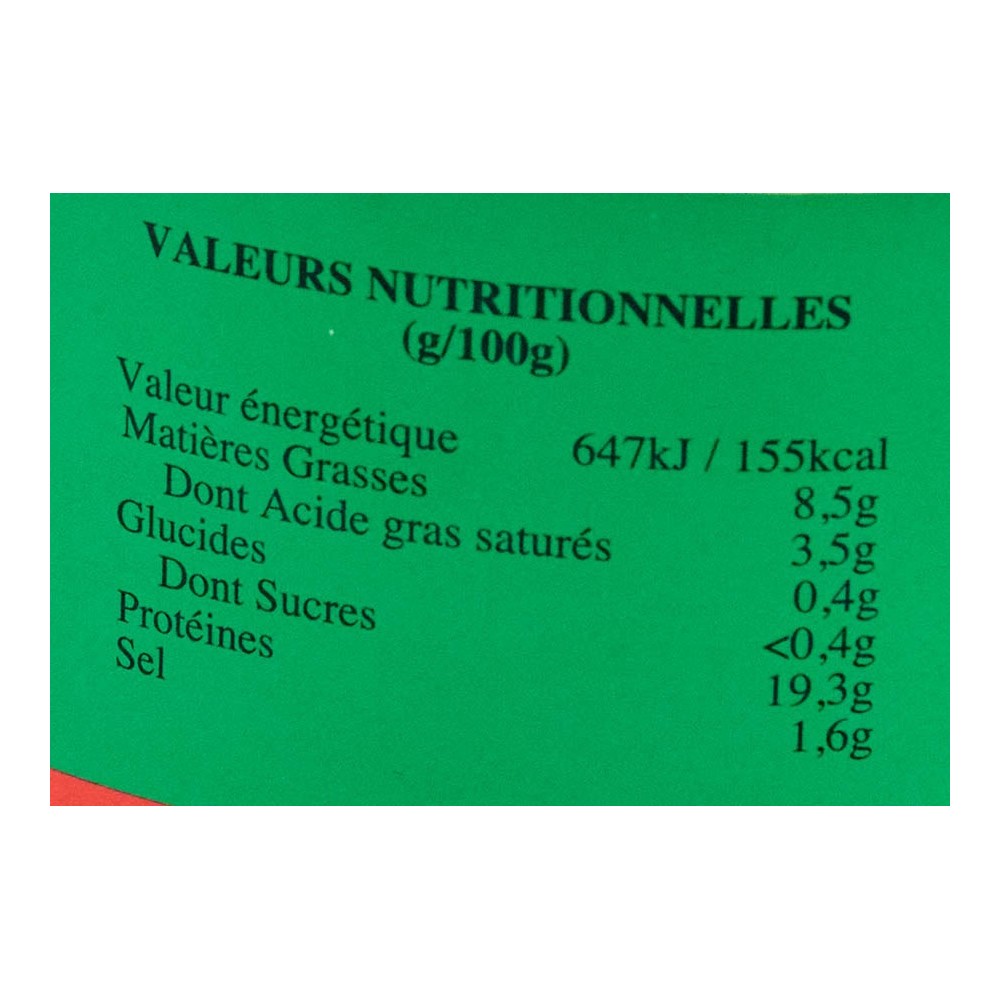 VALEURS NUTRITIONNELLES
(g/100g)
Valeur énergétique 647kJ / 155kcal
Matières Grasses 8,5g
Dont Acide gras saturés 3,5g
Glucides 0,4g
Dont Sucres <0,4g
Protéines 19,3g
Sel 1,6g